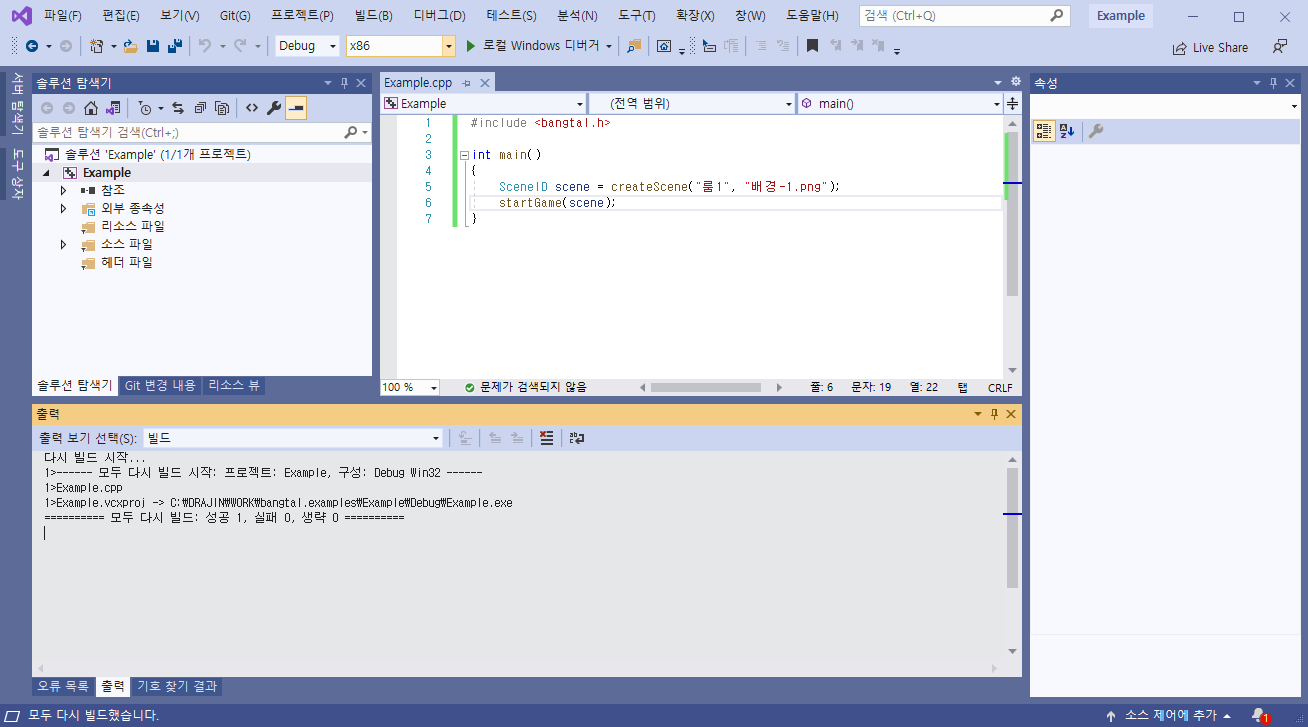 파일(F) 편집(E) 보기(V) Git(G) 프로젝트(P) 빌드(B) 디버그(D) 테스트(S) 분석(N) 도구(T) 확장(X) 창(W) 도움말(H) 검색 (Ctrl+Q) Example
Debug x86 로컬 Windows 디버거 Live Share
서버 탐색기
도구 상자
솔루션 탐색기
솔루션 탐색기 검색(Ctrl+;)
솔루션 'Example' (1/1개 프로젝트)
Example
참조
외부 종속성
리소스 파일
소스 파일
헤더 파일
솔루션 탐색기 Git 변경 내용 리소스 뷰
Example.cpp
Example (전역 범위) main()
1 #include <bangtal.h>
2
3 int main()
4 {
5 SceneID scene = createScene("룸1", "배경-1.png");
6 startGame(scene);
7 }
100 % 문제가 검색되지 않음 줄: 6 문자: 19 열: 22 탭 CRLF
속성
출력
출력 보기 선택(S): 빌드
다시 빌드 시작...
1>------ 모두 다시 빌드 시작: 프로젝트: Example, 구성: Debug Win32 ------
1>Example.cpp
1>Example.vcxproj -> C:₩DRAJIN₩WORK₩bangtal.examples₩Example₩Debug₩Example.exe
========== 모두 다시 빌드: 성공 1, 실패 0, 생략 0 ==========
오류 목록 출력 기호 찾기 결과
모두 다시 빌드했습니다. 소스 제어에 추가 1